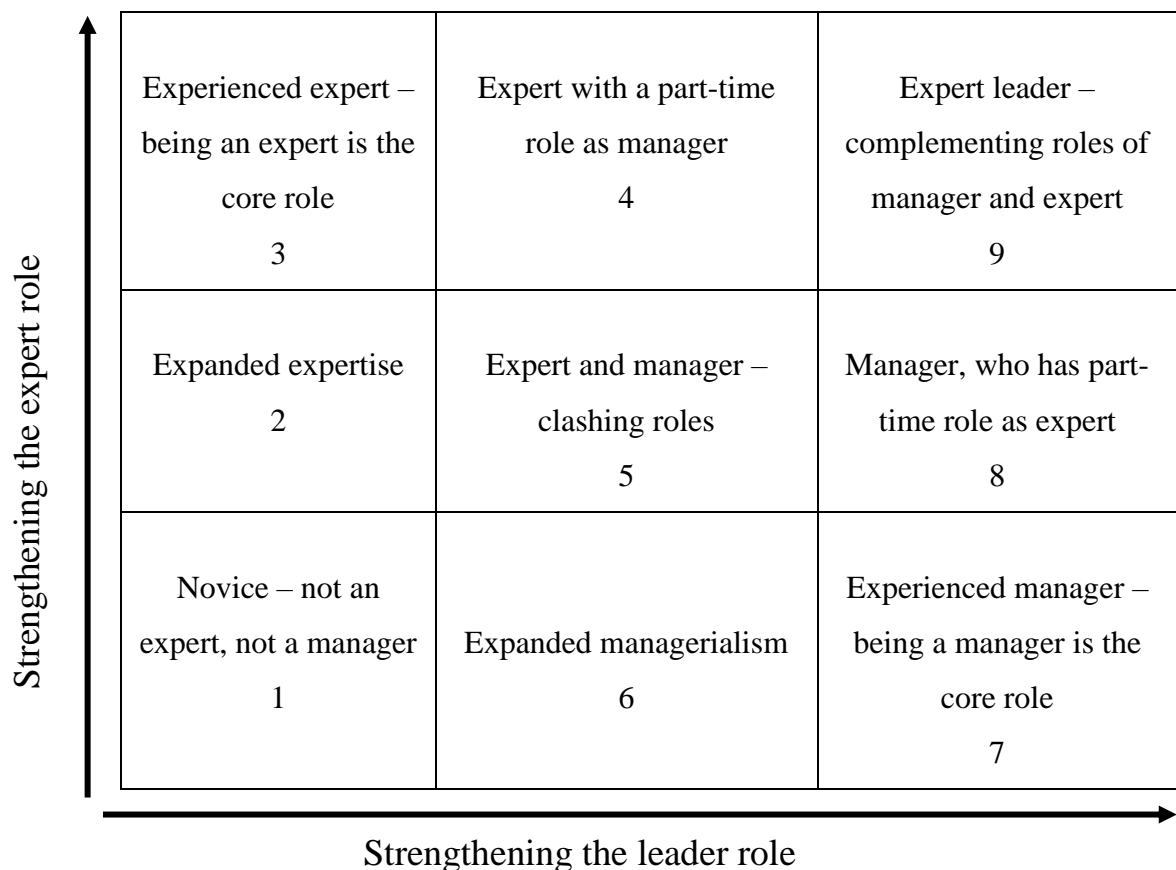 Strengthening the expert role
Experienced expert –
being an expert is the
core role
3
Expert with a part-time
role as manager
4
Expert leader –
complementing roles of
manager and expert
9
Expanded expertise
2
Expert and manager –
clashing roles
5
Manager, who has part-
time role as expert
8
Novice – not an
expert, not a manager
1
Expanded managerialism
6
Experienced manager –
being a manager is the
core role
7
Strengthening the leader role